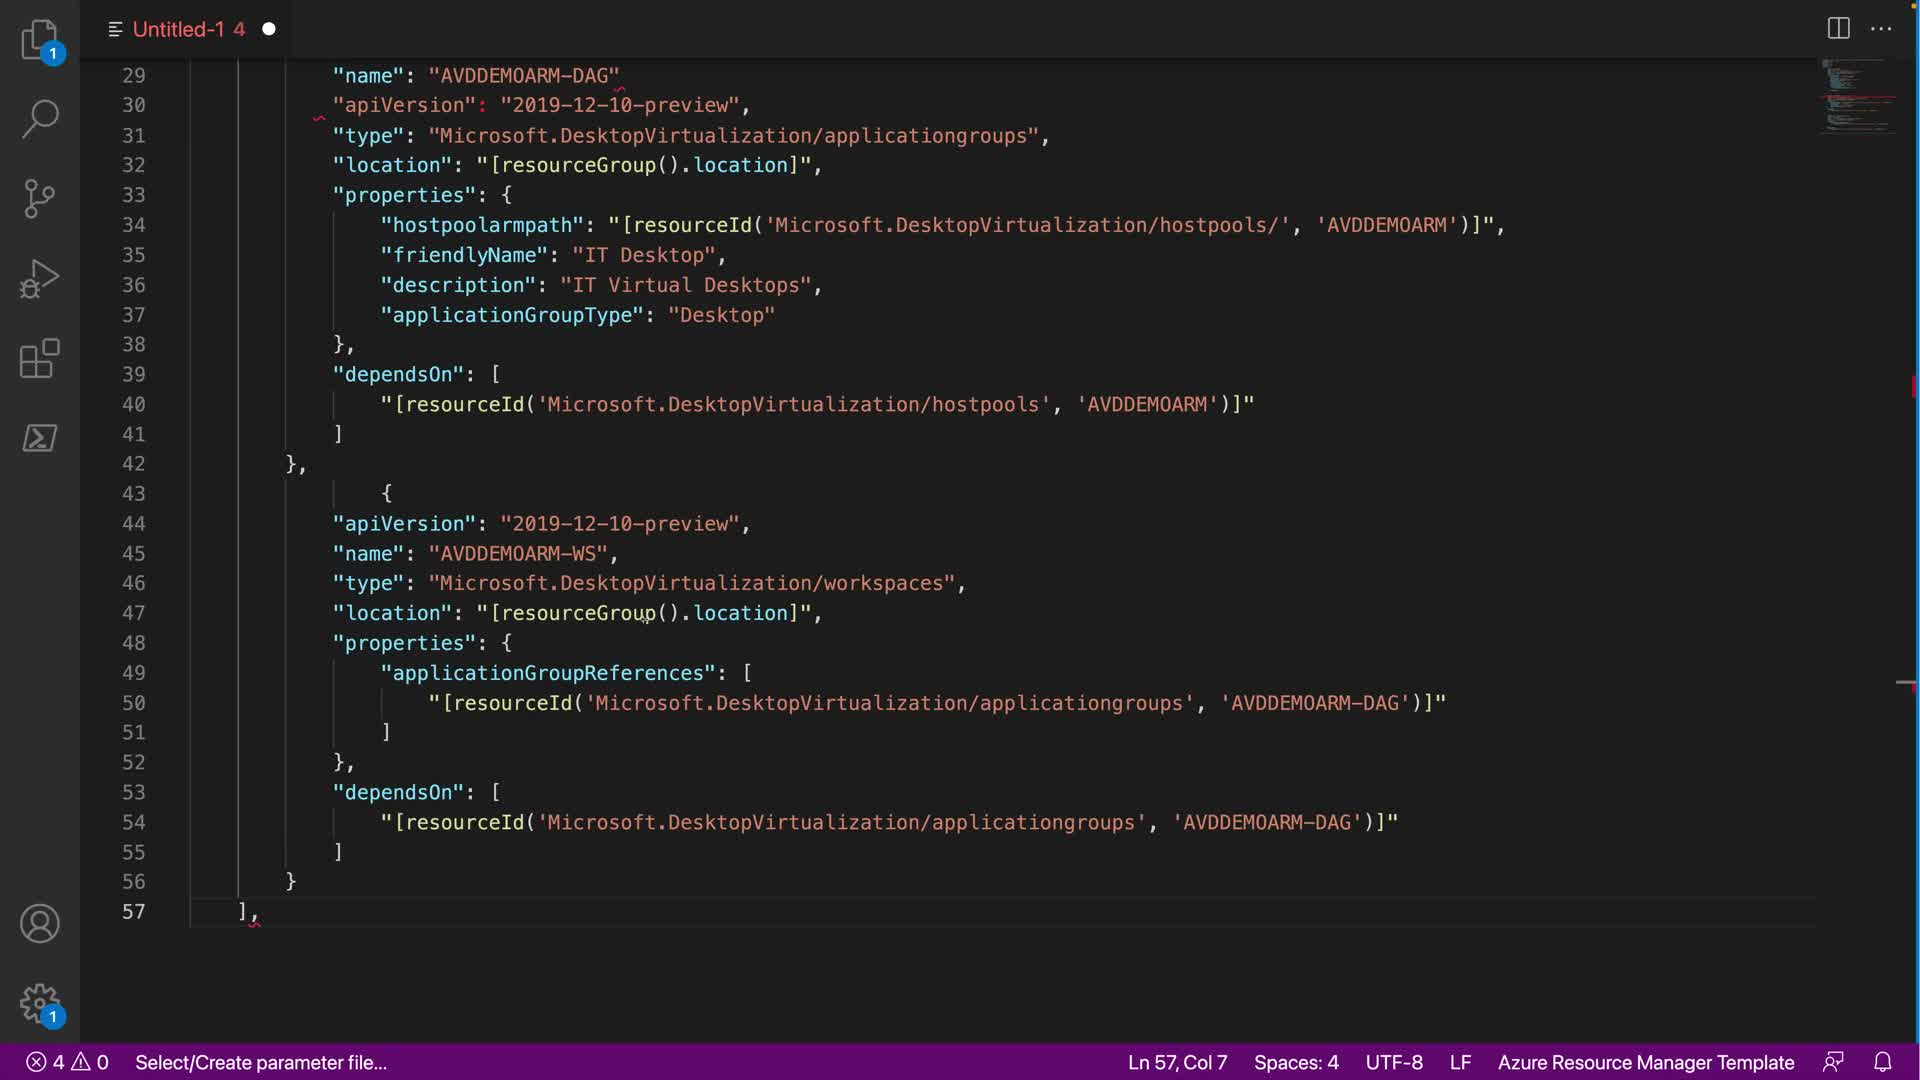 1
Untitled-1 4
29 "name": "AVDDEMOARM-DAG"
30 "apiVersion": "2019-12-10-preview",
31 "type": "Microsoft.DesktopVirtualization/applicationgroups",
32 "location": "[resourceGroup().location]",
33 "properties": {
34 "hostpoolarmpath": "[resourceId('Microsoft.DesktopVirtualization/hostpools/', 'AVDDEMOARM')]",
35 "friendlyName": "IT Desktop",
36 "description": "IT Virtual Desktops",
37 "applicationGroupType": "Desktop"
38 },
39 "dependsOn": [
40 "[resourceId('Microsoft.DesktopVirtualization/hostpools', 'AVDDEMOARM')]"
41 ]
42 },
43 {
44 "apiVersion": "2019-12-10-preview",
45 "name": "AVDDEMOARM-WS",
46 "type": "Microsoft.DesktopVirtualization/workspaces",
47 "location": "[resourceGroup().location]",
48 "properties": {
49 "applicationGroupReferences": [
50 "[resourceId('Microsoft.DesktopVirtualization/applicationgroups', 'AVDDEMOARM-DAG')]"
51 ]
52 },
53 "dependsOn": [
54 "[resourceId('Microsoft.DesktopVirtualization/applicationgroups', 'AVDDEMOARM-DAG')]"
55 ]
56 }
57 ],
1
4 0 Select/Create parameter file... Ln 57, Col 7 Spaces: 4 UTF-8 LF Azure Resource Manager Template